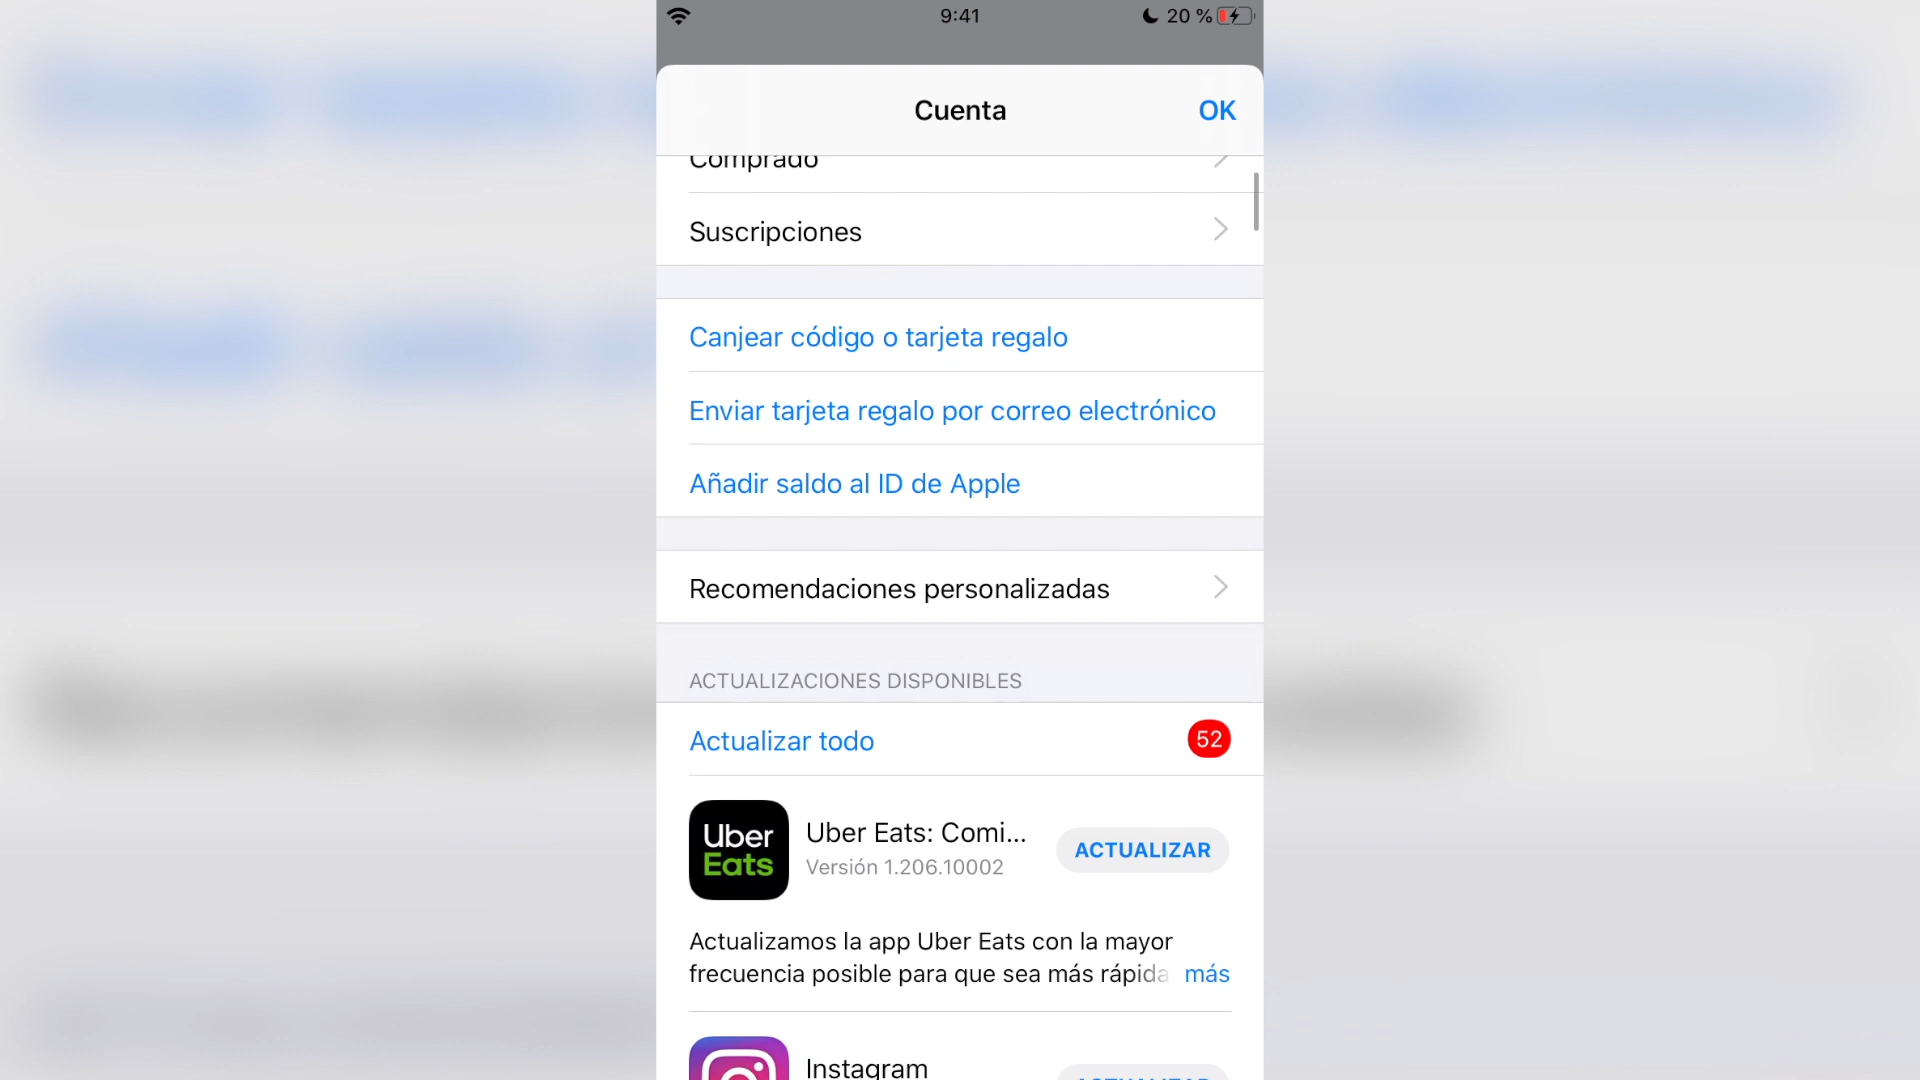 9:41
20 %
Cuenta
OK
Comprado
Suscripciones
Canjear código o tarjeta regalo
Enviar tarjeta regalo por correo electrónico
Añadir saldo al ID de Apple
Recomendaciones personalizadas
ACTUALIZACIONES DISPONIBLES
Actualizar todo
52
Uber
Eats
Uber Eats: Comi...
Versión 1.206.10002
ACTUALIZAR
Actualizamos la app Uber Eats con la mayor
frecuencia posible para que sea más rápida más
Instagram
ACTUALIZAR